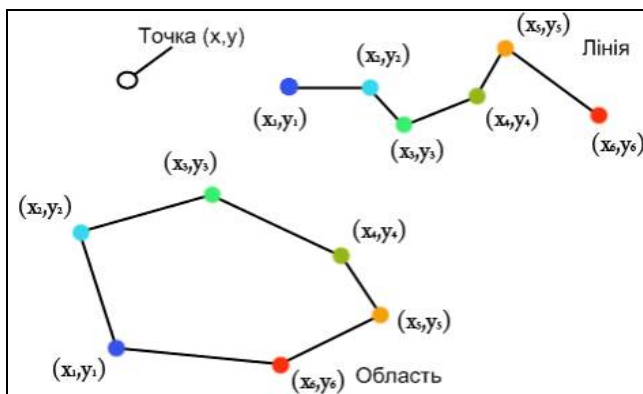 Точка (x,y)
(x₁,y₁)
(x₂,y₂)
(x₃,y₃)
(x₄,y₄)
(x₅,y₅)
(x₆,y₆)
Лінія
(x₁,y₁)
(x₂,y₂)
(x₃,y₃)
(x₄,y₄)
(x₅,y₅)
(x₆,y₆)
Область